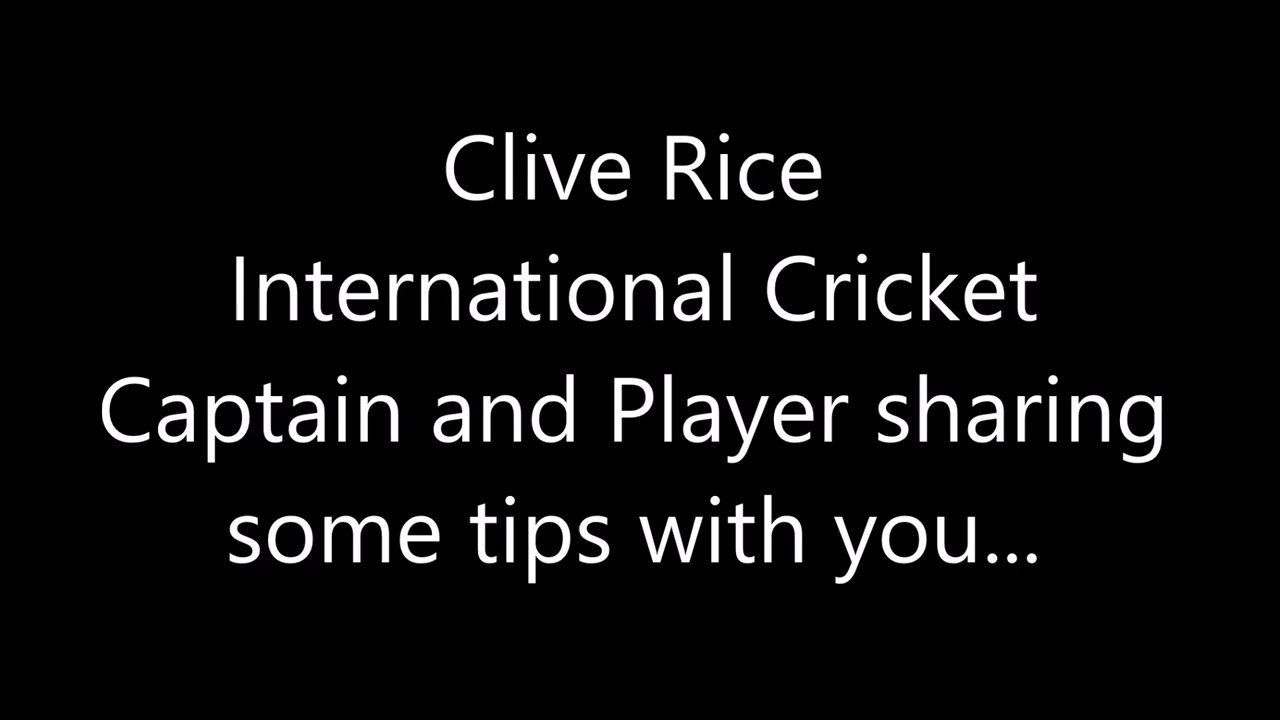 Clive Rice
International Cricket
Captain and Player sharing
some tips with you...